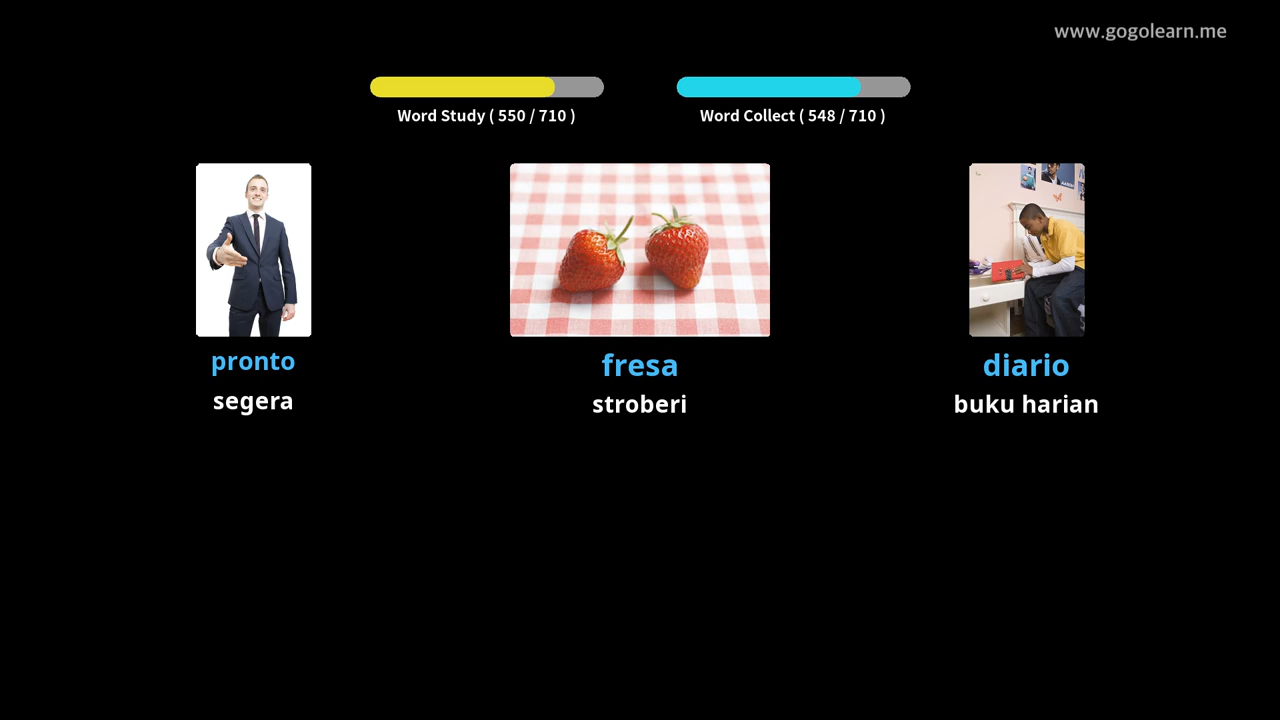 www.gogolearn.me
Word Study ( 550 / 710 )
Word Collect ( 548 / 710 )
pronto
segera
fresa
stroberi
diario
buku harian